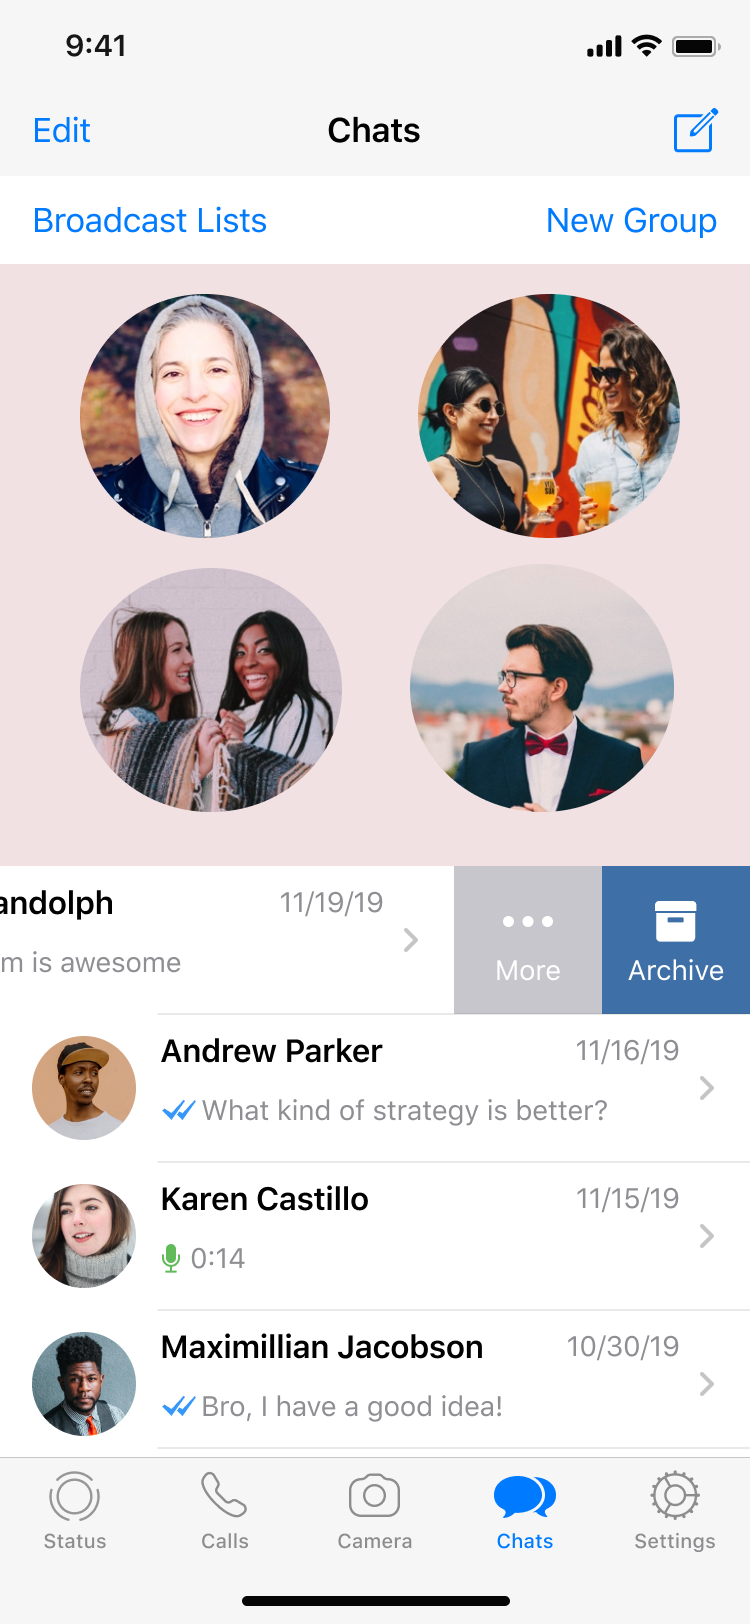 9:41
Edit
Chats
Broadcast Lists
New Group
andolph
11/19/19
m is awesome
More
Archive
Andrew Parker
11/16/19
What kind of strategy is better?
Karen Castillo
11/15/19
0:14
Maximillian Jacobson
10/30/19
Bro, I have a good idea!
Status
Calls
Camera
Chats
Settings